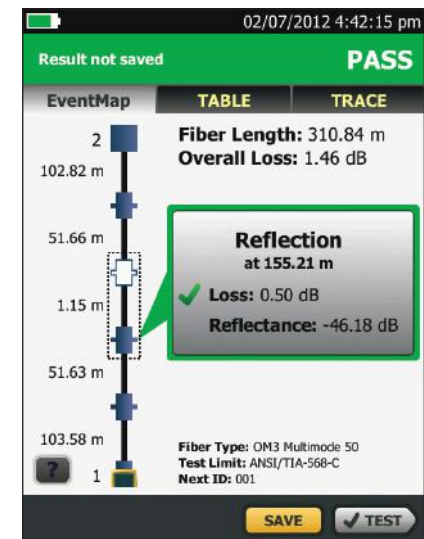 02/07/2012 4:42:15 pm
Result not saved PASS
EventMap TABLE TRACE
2
Fiber Length: 310.84 m
Overall Loss: 1.46 dB
102.82 m
51.66 m
Reflection
at 155.21 m
Loss: 0.50 dB
1.15 m
Reflectance: -46.18 dB
51.63 m
103.58 m
Fiber Type: OM3 Multimode 50
Test Limit: ANSI/TIA-568-C
Next ID: 001
?
1
SAVE TEST